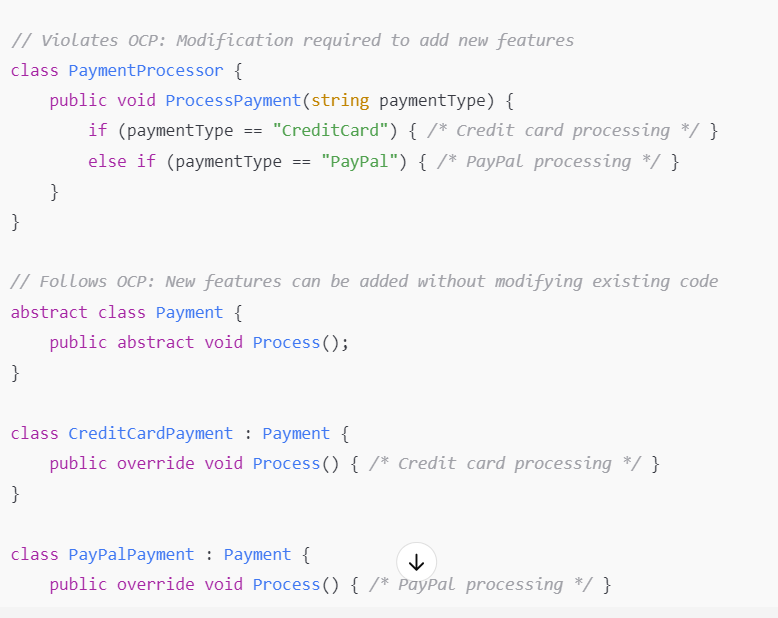 // Violates OCP: Modification required to add new features
class PaymentProcessor {
    public void ProcessPayment(string paymentType) {
        if (paymentType == "CreditCard") { /* Credit card processing */ }
        else if (paymentType == "PayPal") { /* PayPal processing */ }
    }
}

// Follows OCP: New features can be added without modifying existing code
abstract class Payment {
    public abstract void Process();
}

class CreditCardPayment : Payment {
    public override void Process() { /* Credit card processing */ }
}

class PayPalPayment : Payment {
    public override void Process() { /* PayPal processing */ }